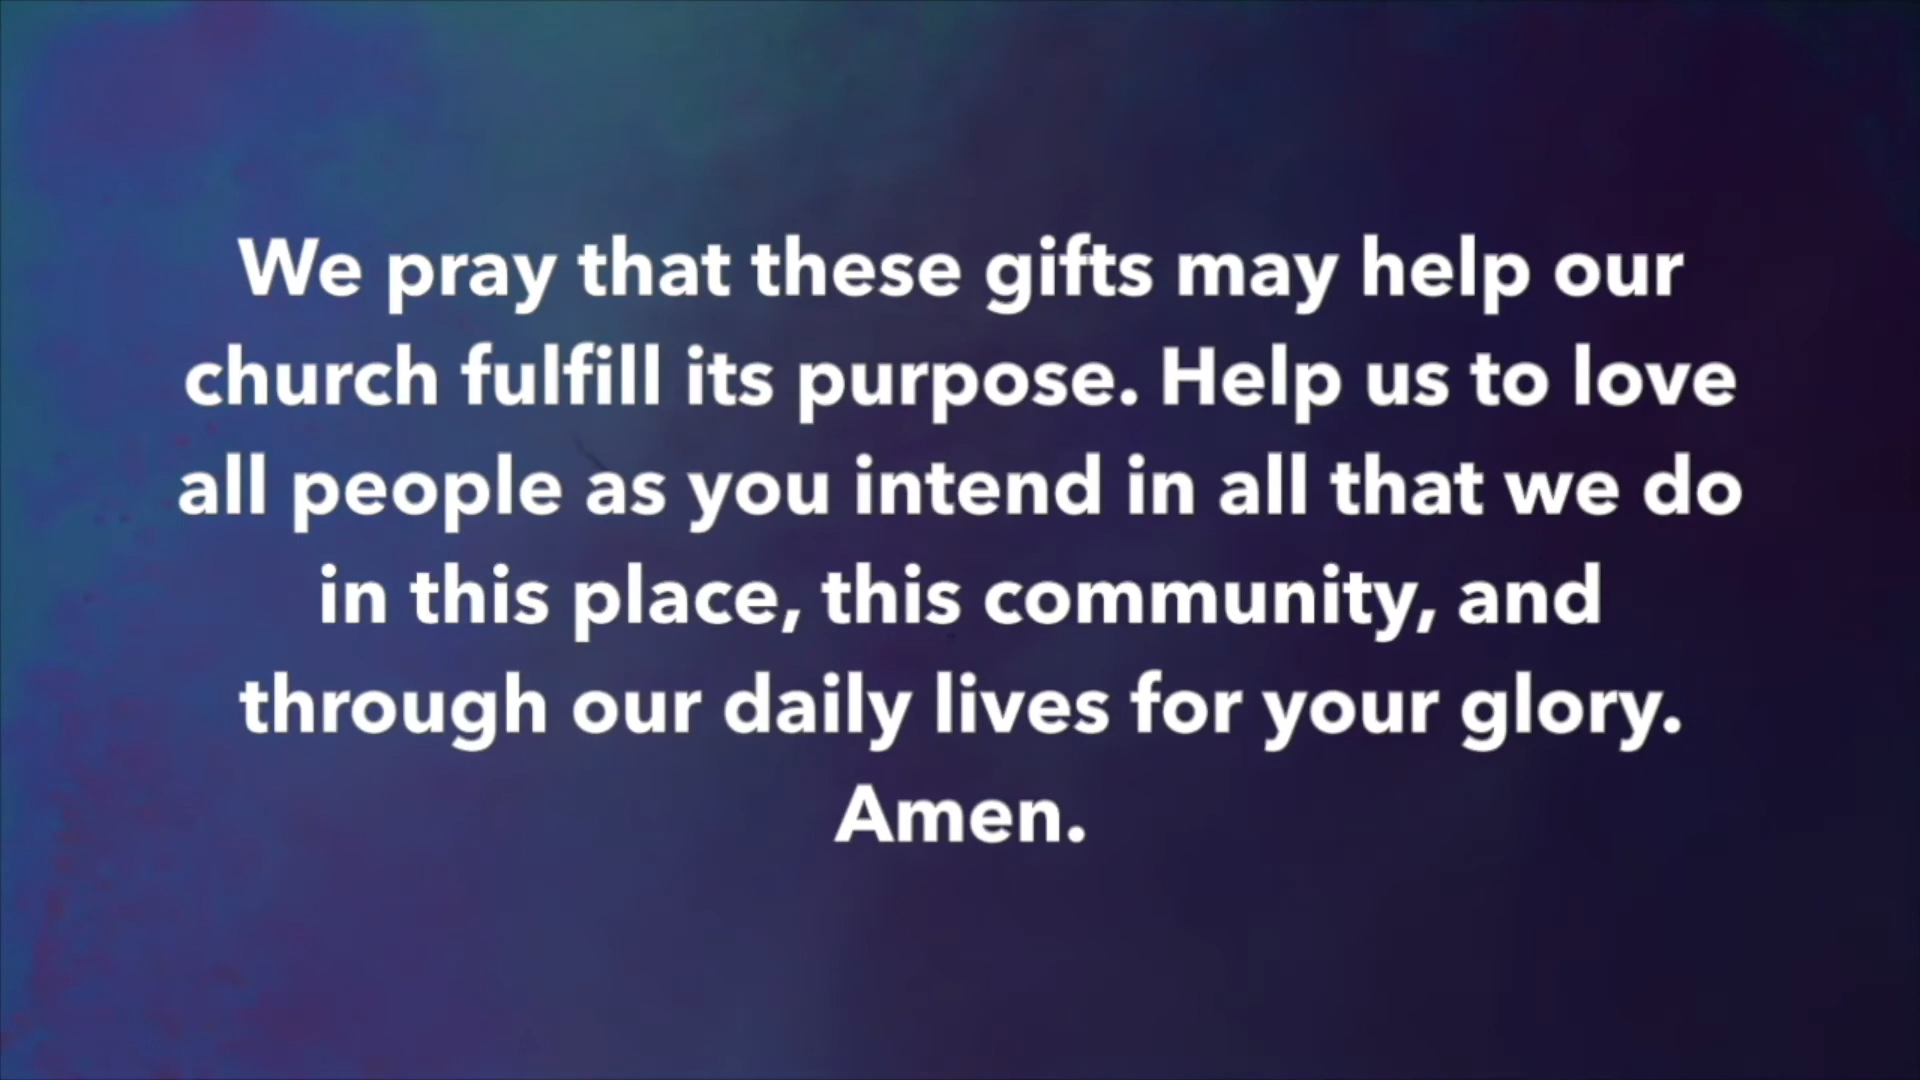 We pray that these gifts may help our
church fulfill its purpose. Help us to love
all people as you intend in all that we do
in this place, this community, and
through our daily lives for your glory.
Amen.